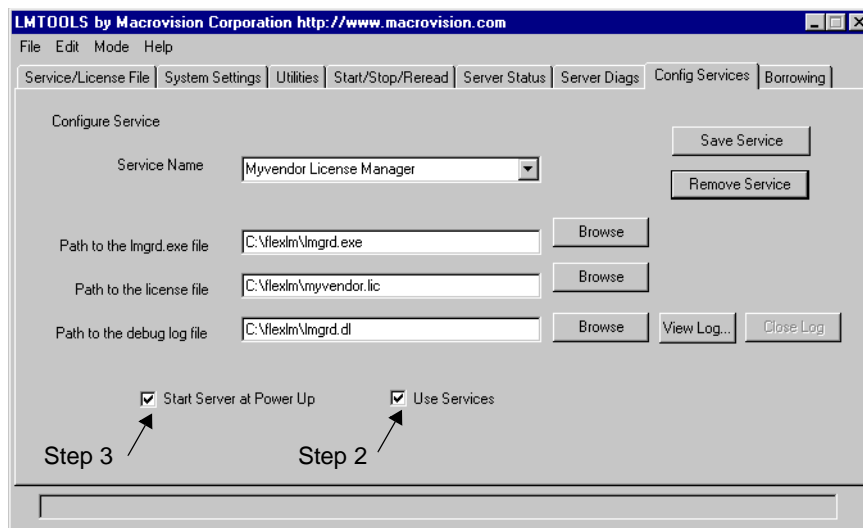 LMTOOLS by Macrovision Corporation http://www.macrovision.com
File Edit Mode Help
Service/License File System Settings Utilities Start/Stop/Reread Server Status Server Diags Config Services Borrowing
Configure Service
Save Service
Service Name Myvendor License Manager
Remove Service
Path to the lmgrd.exe file C:\flexlm\lmgrd.exe Browse
Path to the license file C:\flexlm\myvendor.lic Browse
Path to the debug log file C:\flexlm\lmgrd.dl Browse View Log... Close Log
Start Server at Power Up Use Services
Step 3 Step 2